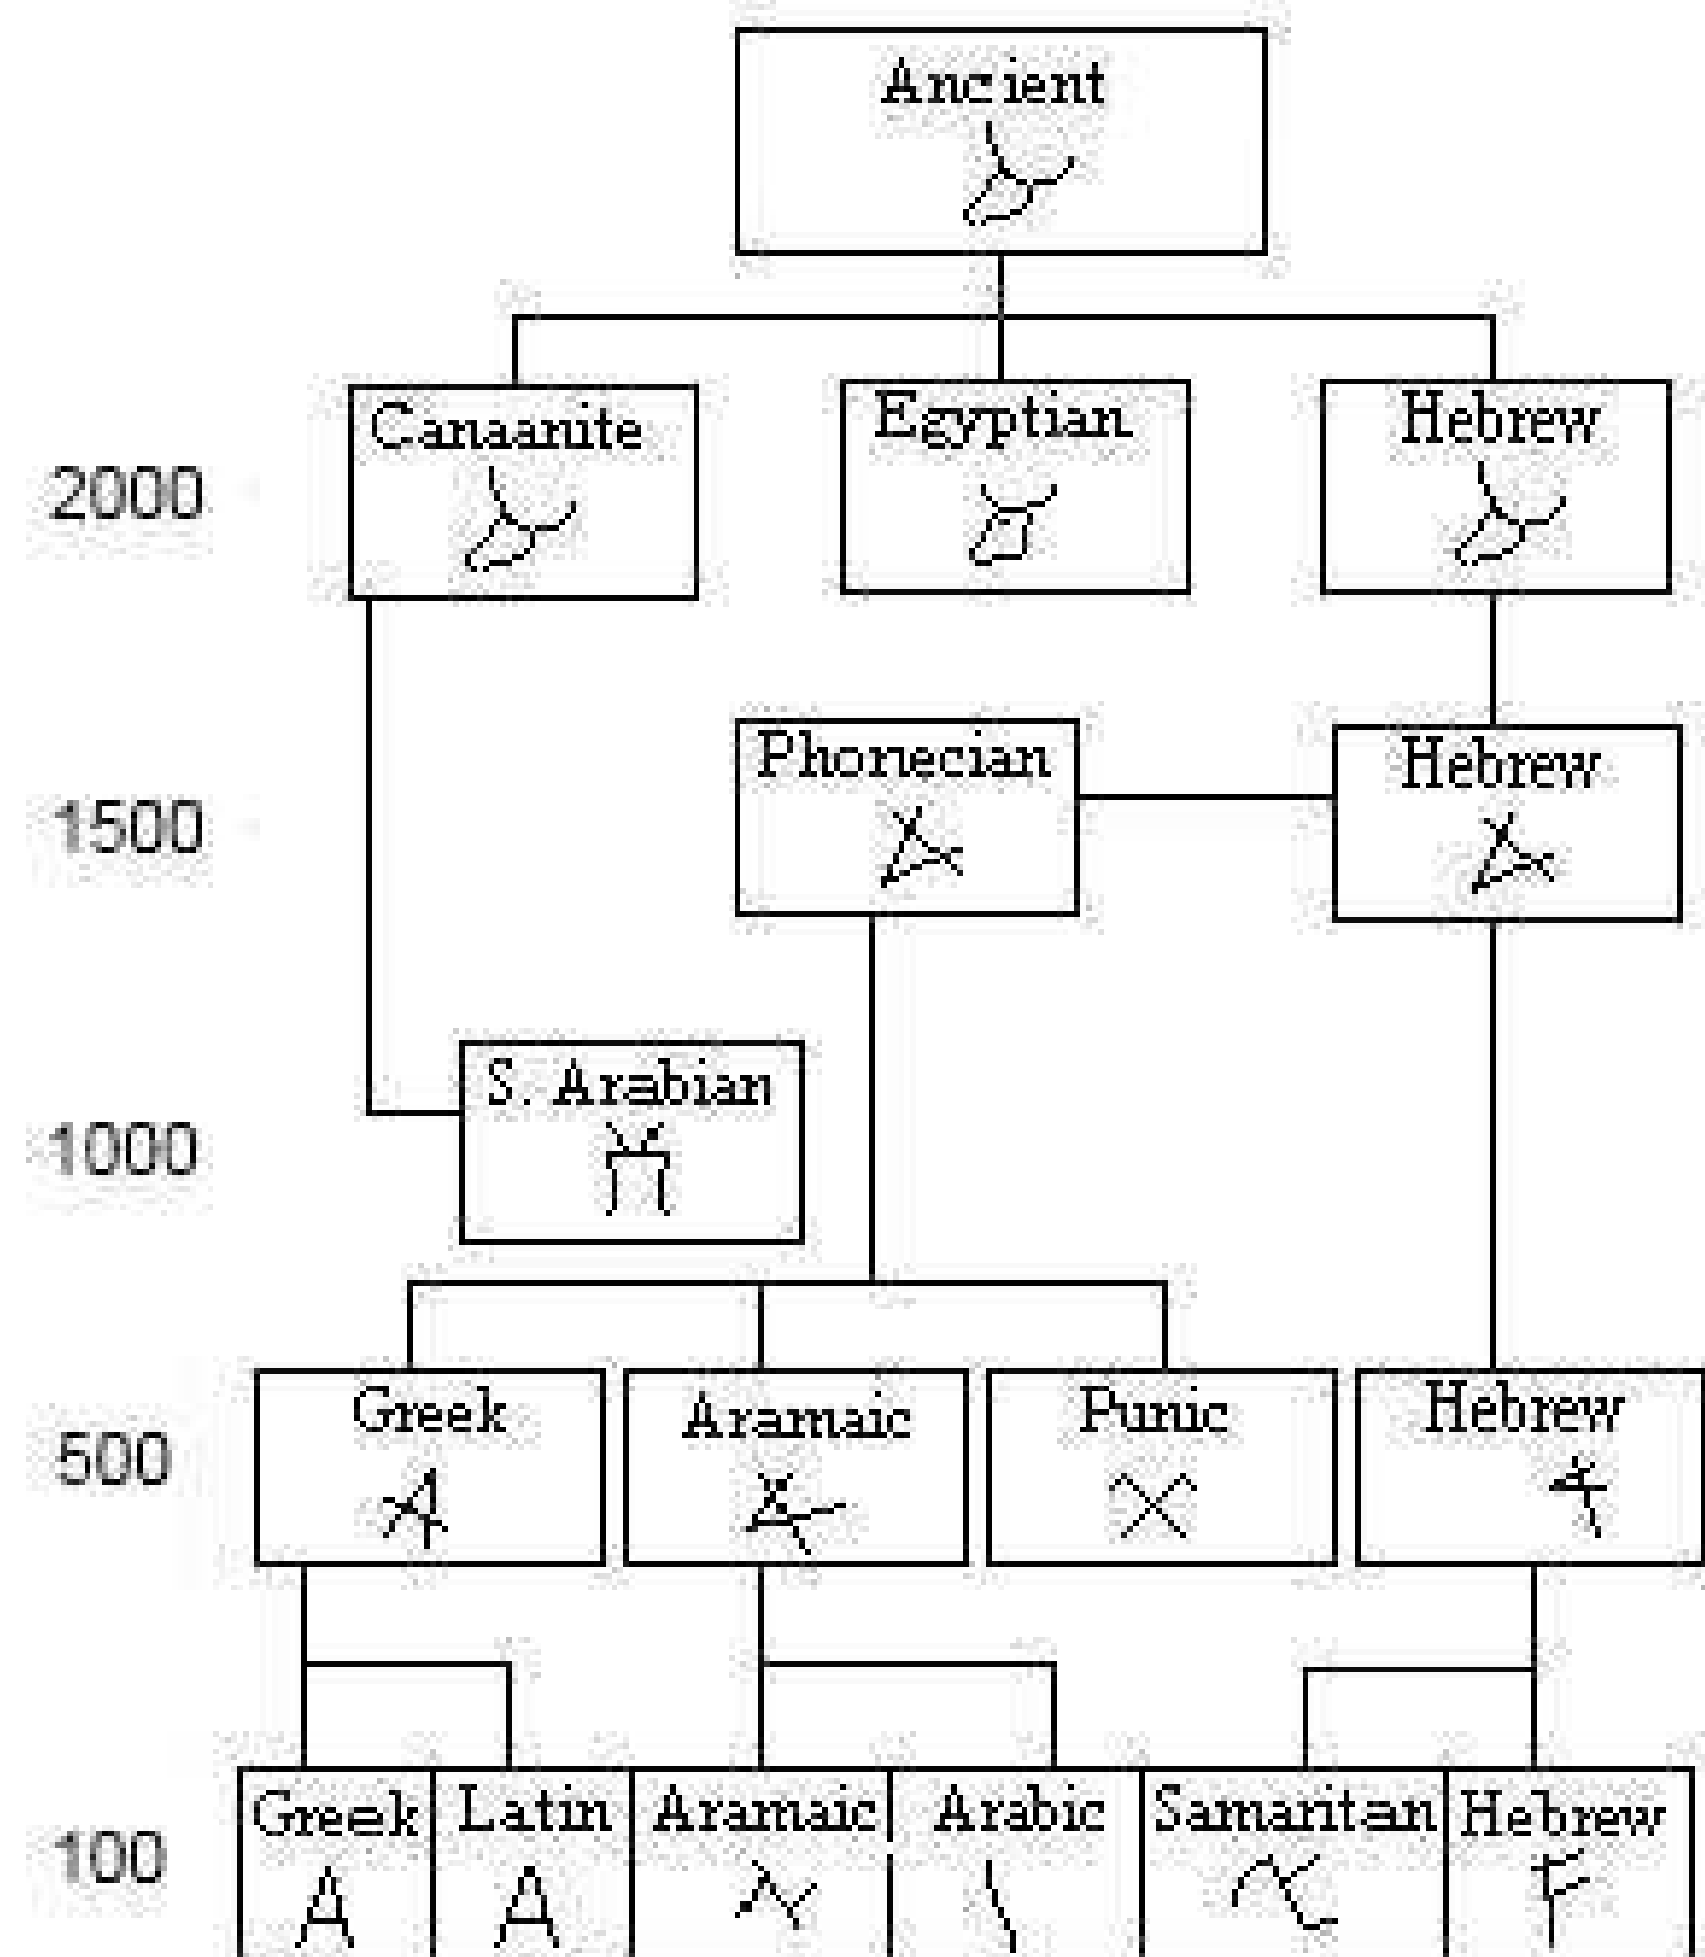 Ancient
Canaanite Egyptian Hebrew
2000
Phonecian Hebrew
1500
S. Arabian
1000
Greek Aramaic Punic Hebrew
500
Greek Latin Aramaic Arabic Samaritan Hebrew
100
A A